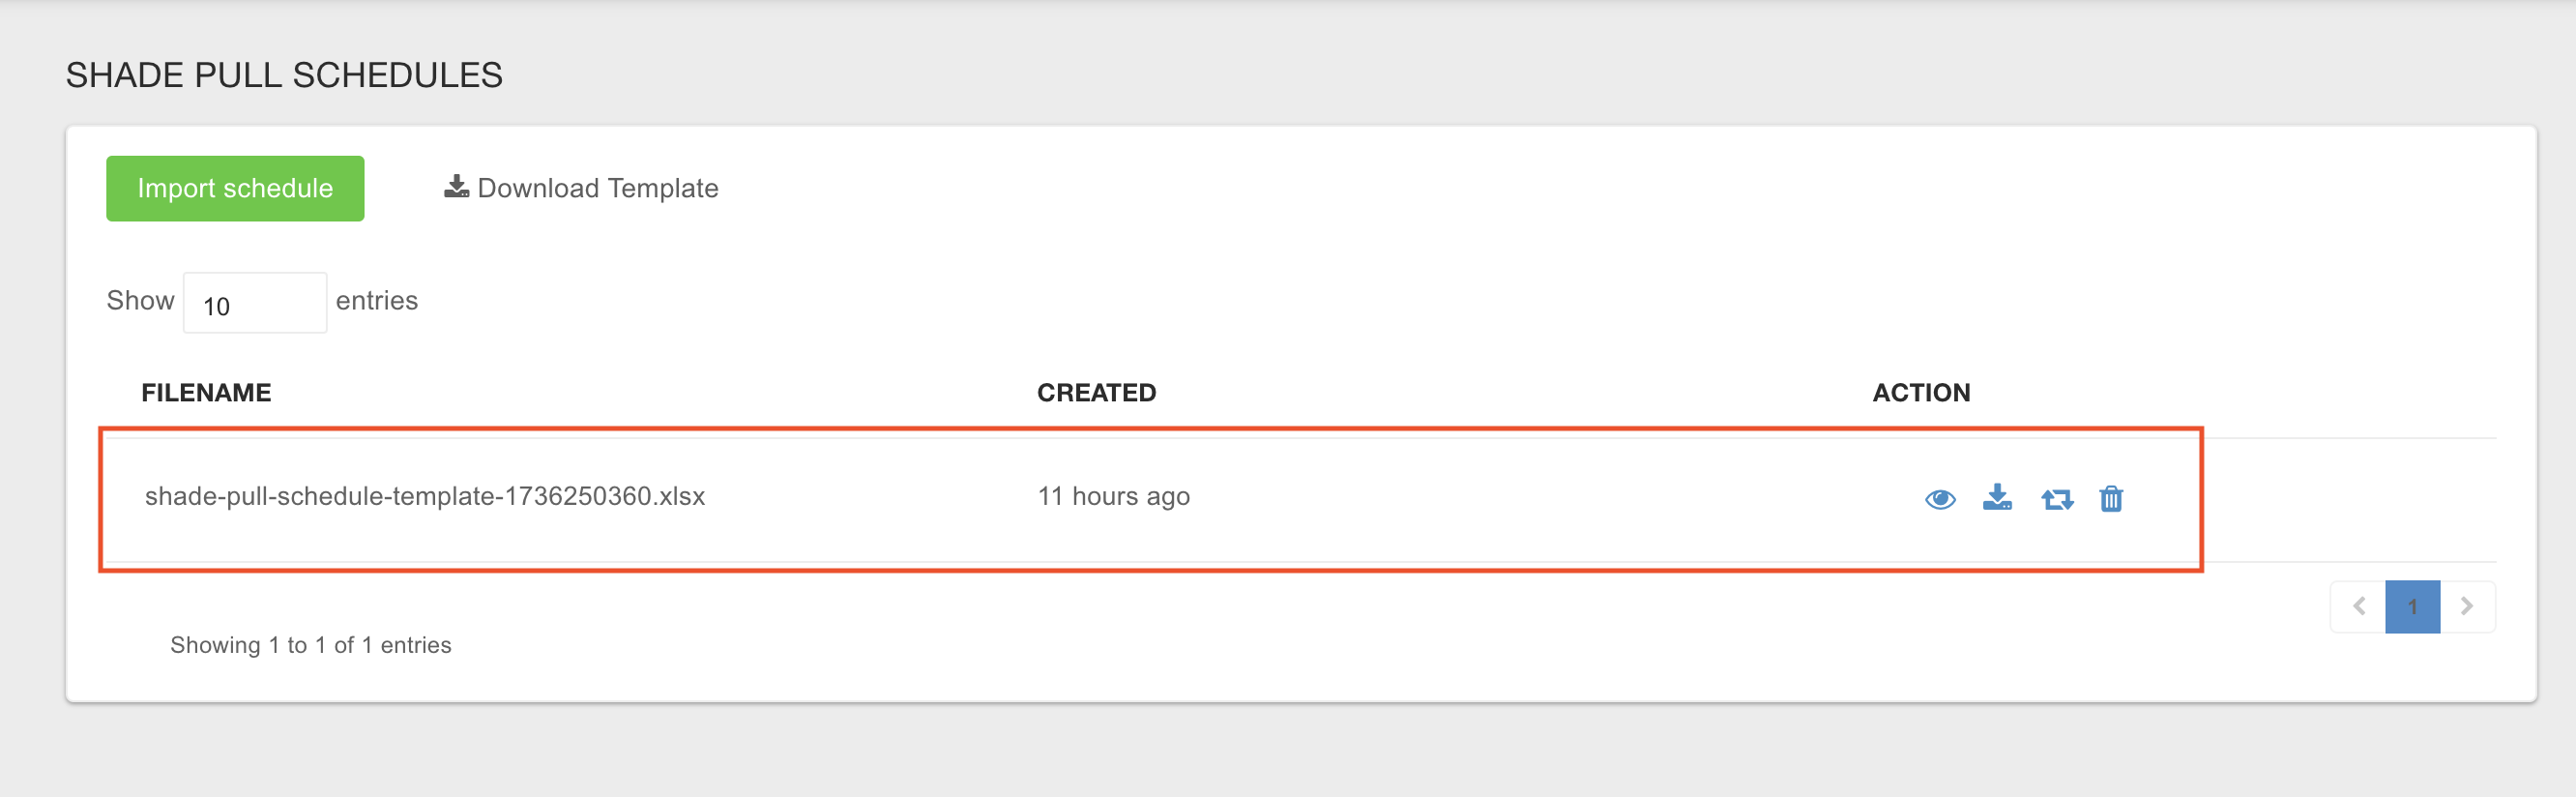 SHADE PULL SCHEDULES
Import schedule
Download Template
Show 10 entries
FILENAME CREATED ACTION
shade-pull-schedule-template-1736250360.xlsx 11 hours ago
1
Showing 1 to 1 of 1 entries